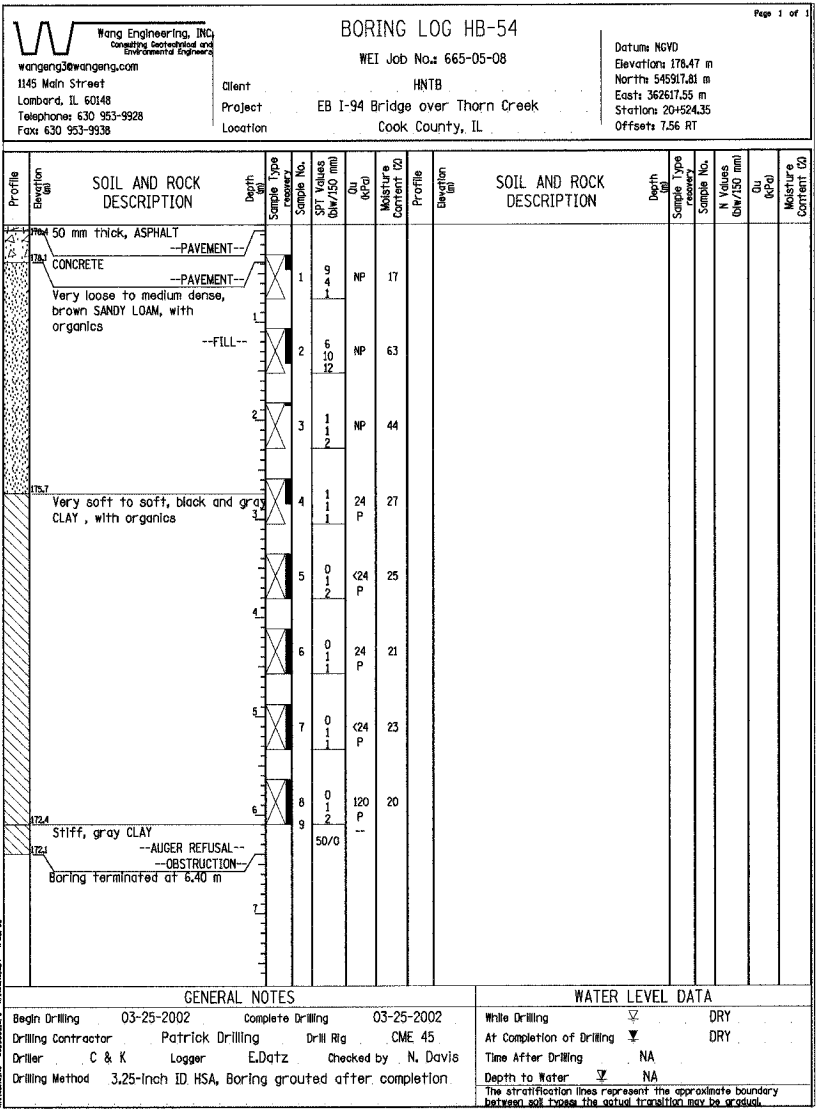 Page 1 of 1
Wang Engineering, INC.
Consulting Geotechnical and
Environmental Engineers
wangeng3@wangeng.com
1145 Main Street
Lombard, IL 60148
Telephone: 630 953-9928
Fax: 630 953-9938
BORING LOG HB-54
WEI Job No.: 665-05-08
Client HNTB
Project EB I-94 Bridge over Thorn Creek
Location Cook County, IL
Datum: NGVD
Elevation: 178.47 m
North: 545917.81 m
East: 362617.55 m
Station: 20+524.35
Offset: 7.56 RT
Profile Elevation (m) SOIL AND ROCK DESCRIPTION Depth (m) Sample Type recovery Sample No. SPT Values (blw/150 mm) Qu (kPa) Moisture Content (%) Profile Elevation (m) SOIL AND ROCK DESCRIPTION Depth (m) Sample Type recovery Sample No. N Values (blw/150 mm) Qu (kPa) Moisture Content (%)
178.4 50 mm thick, ASPHALT
--PAVEMENT--
178.1 CONCRETE
--PAVEMENT--
1 9 4 1 NP 17
Very loose to medium dense,
brown SANDY LOAM, with
organics
1
--FILL--
2 6 10 12 NP 63
2
3 1 1 2 NP 44
175.7
Very soft to soft, black and gray
CLAY , with organics
3
4 1 1 1 24 P 27
5 0 1 2 <24 P 25
4
6 0 1 1 24 P 21
5
7 0 1 1 <24 P 23
8 0 1 2 120 P 20
6
172.4
Stiff, gray CLAY
9 50/0 --
--AUGER REFUSAL--
172.1
--OBSTRUCTION--
Boring terminated at 6.40 m
7
GENERAL NOTES
Begin Drilling 03-25-2002 Complete Drilling 03-25-2002
Drilling Contractor Patrick Drilling Drill Rig CME 45
Driller C & K Logger E.Datz Checked by N. Davis
Drilling Method 3.25-inch ID HSA, Boring grouted after completion
WATER LEVEL DATA
While Drilling DRY
At Completion of Drilling DRY
Time After Drilling NA
Depth to Water NA
The stratification lines represent the approximate boundary
between soil types; the actual transition may be gradual.